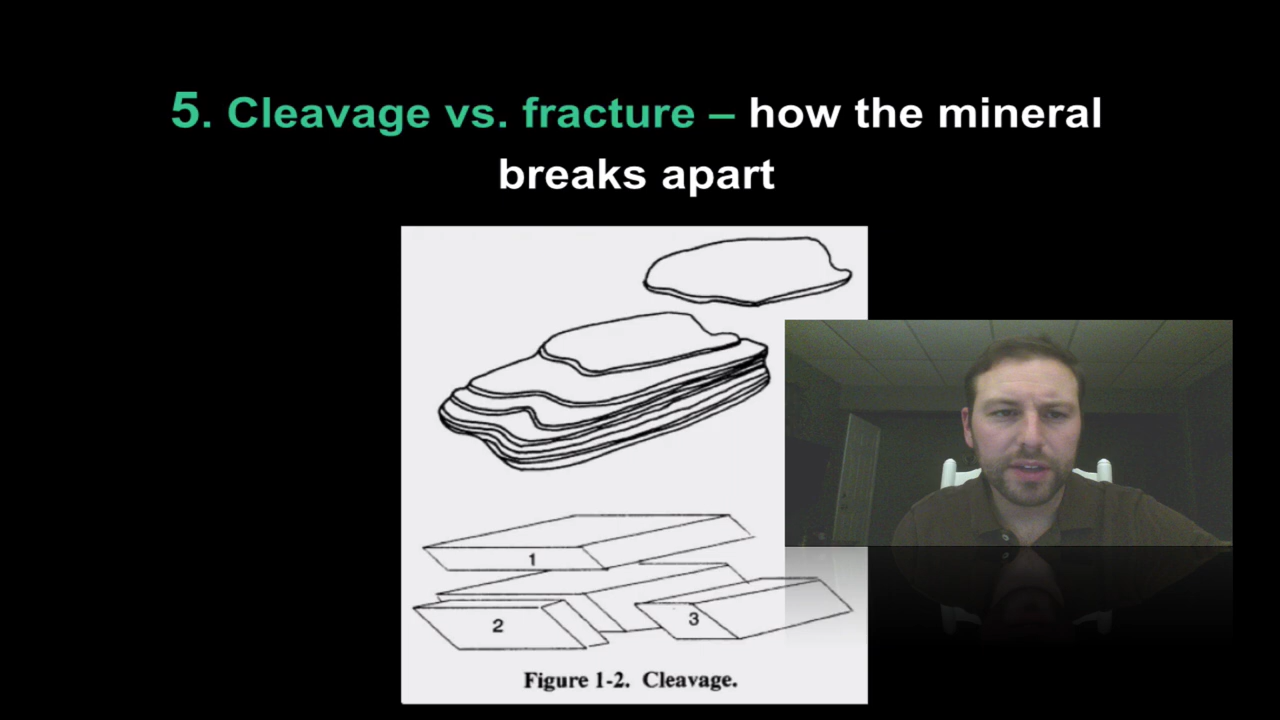 5. Cleavage vs. fracture – how the mineral
breaks apart
1
2
3
Figure 1-2. Cleavage.